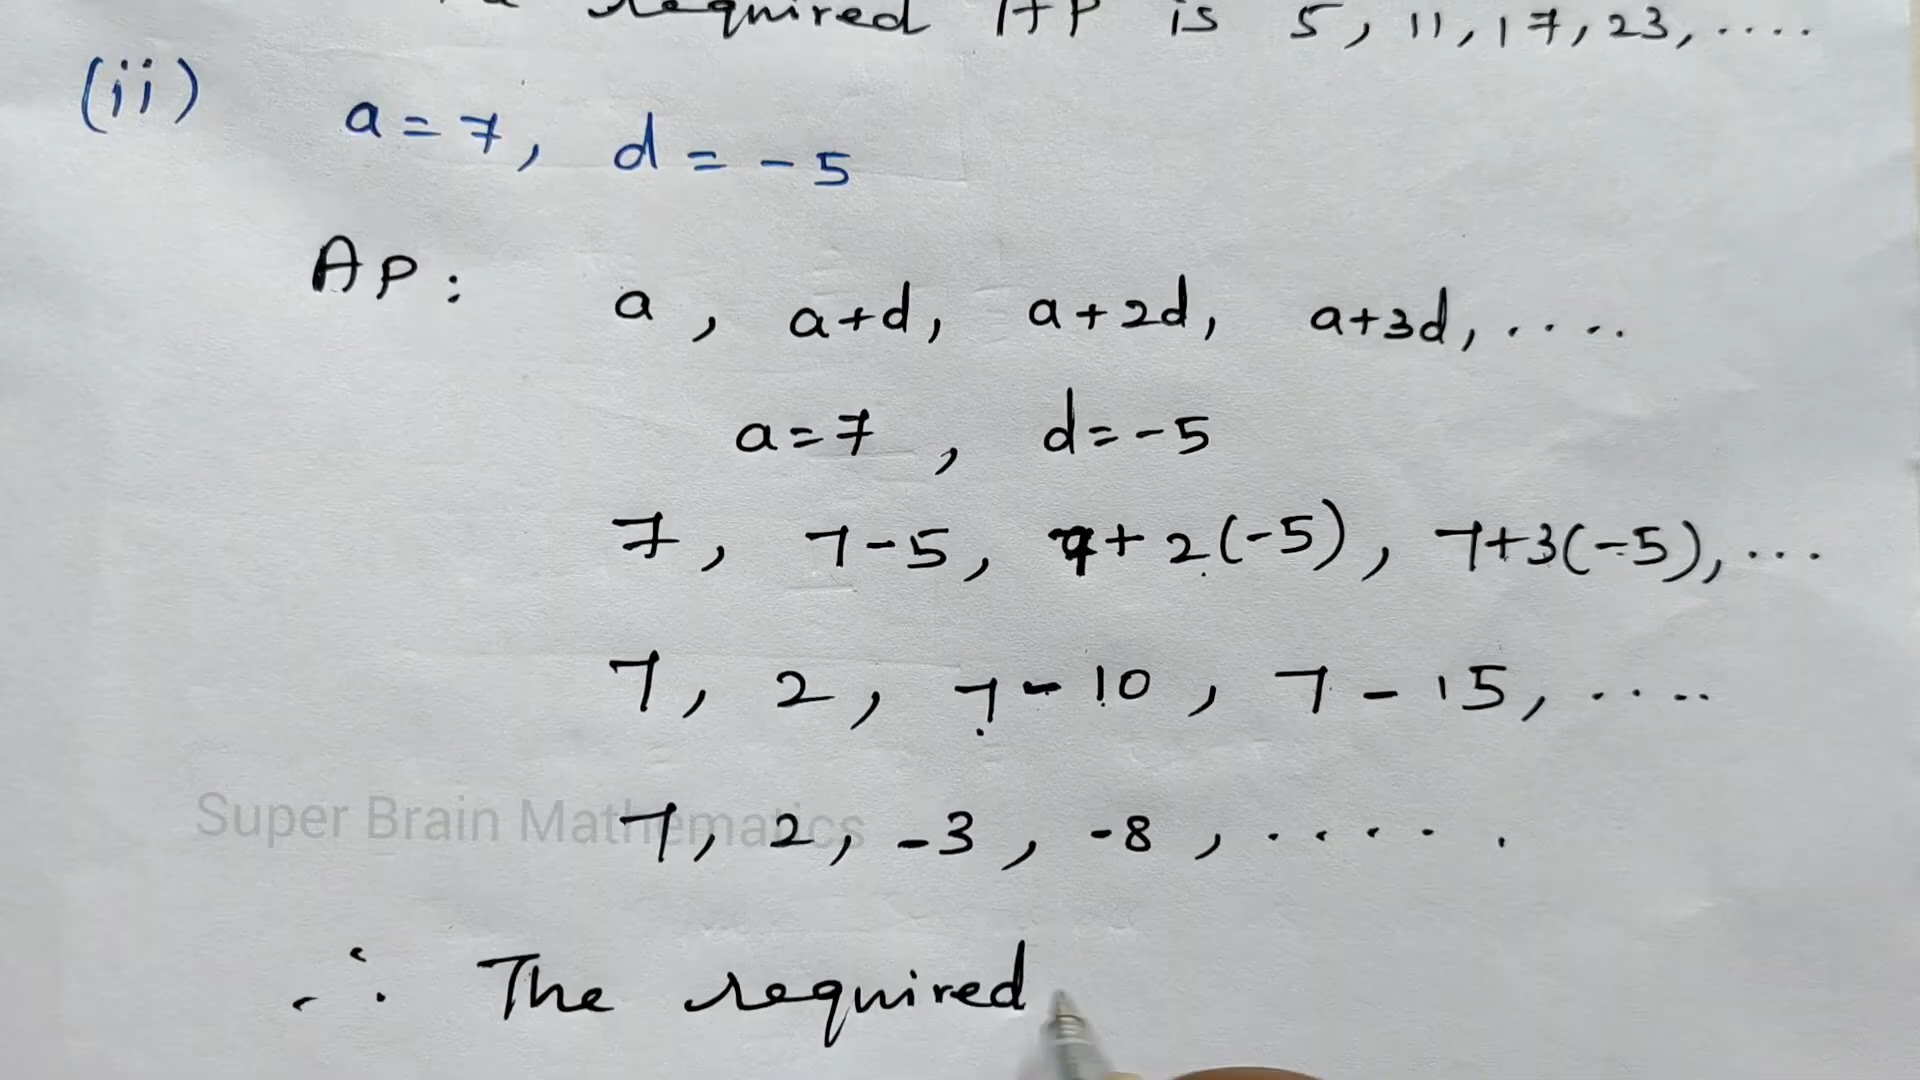 required AP is 5, 11, 17, 23, ....
(ii) a = 7, d = -5
AP: a, a+d, a+2d, a+3d, ....
a=7, d=-5
7, 7-5, 7+2(-5), 7+3(-5), ...
7, 2, 7-10, 7-15, ....
7, 2, -3, -8, ......
Super Brain Mathematics
∴ The required